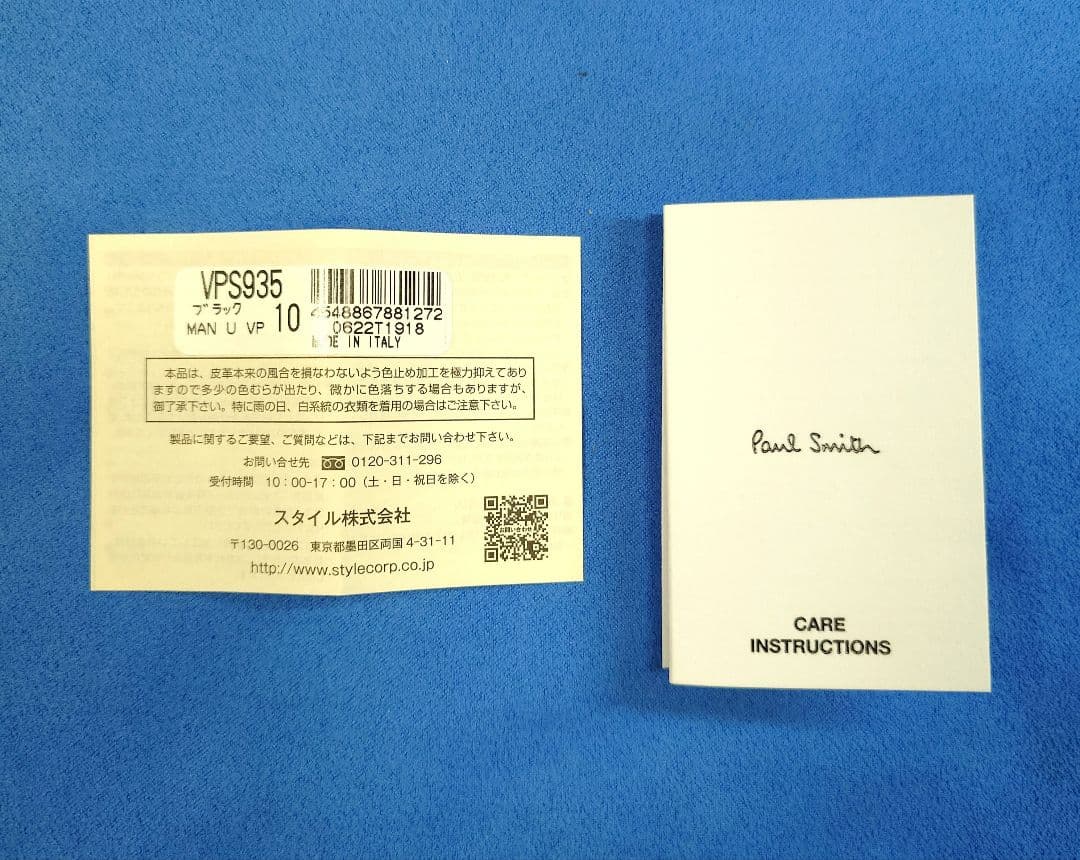 VPS935
ブラック
MAN U VP 10
4548867881272
0622T1918
MADE IN ITALY
本品は、皮革本来の風合を損なわないよう色止め加工を極力抑えてあり
ますので多少の色むらが出たり、微かに色落ちする場合もありますが、
御了承下さい。特に雨の日、白系統の衣類を着用の場合はご注意下さい。
製品に関するご要望、ご質問などは、下記までお問い合わせ下さい。
お問い合せ先 0120-311-296
受付時間 10：00-17：00（土・日・祝日を除く）
スタイル株式会社
〒130-0026 東京都墨田区両国 4-31-11
http://www.stylecorp.co.jp
お問い合わせ
Paul Smith
CARE
INSTRUCTIONS